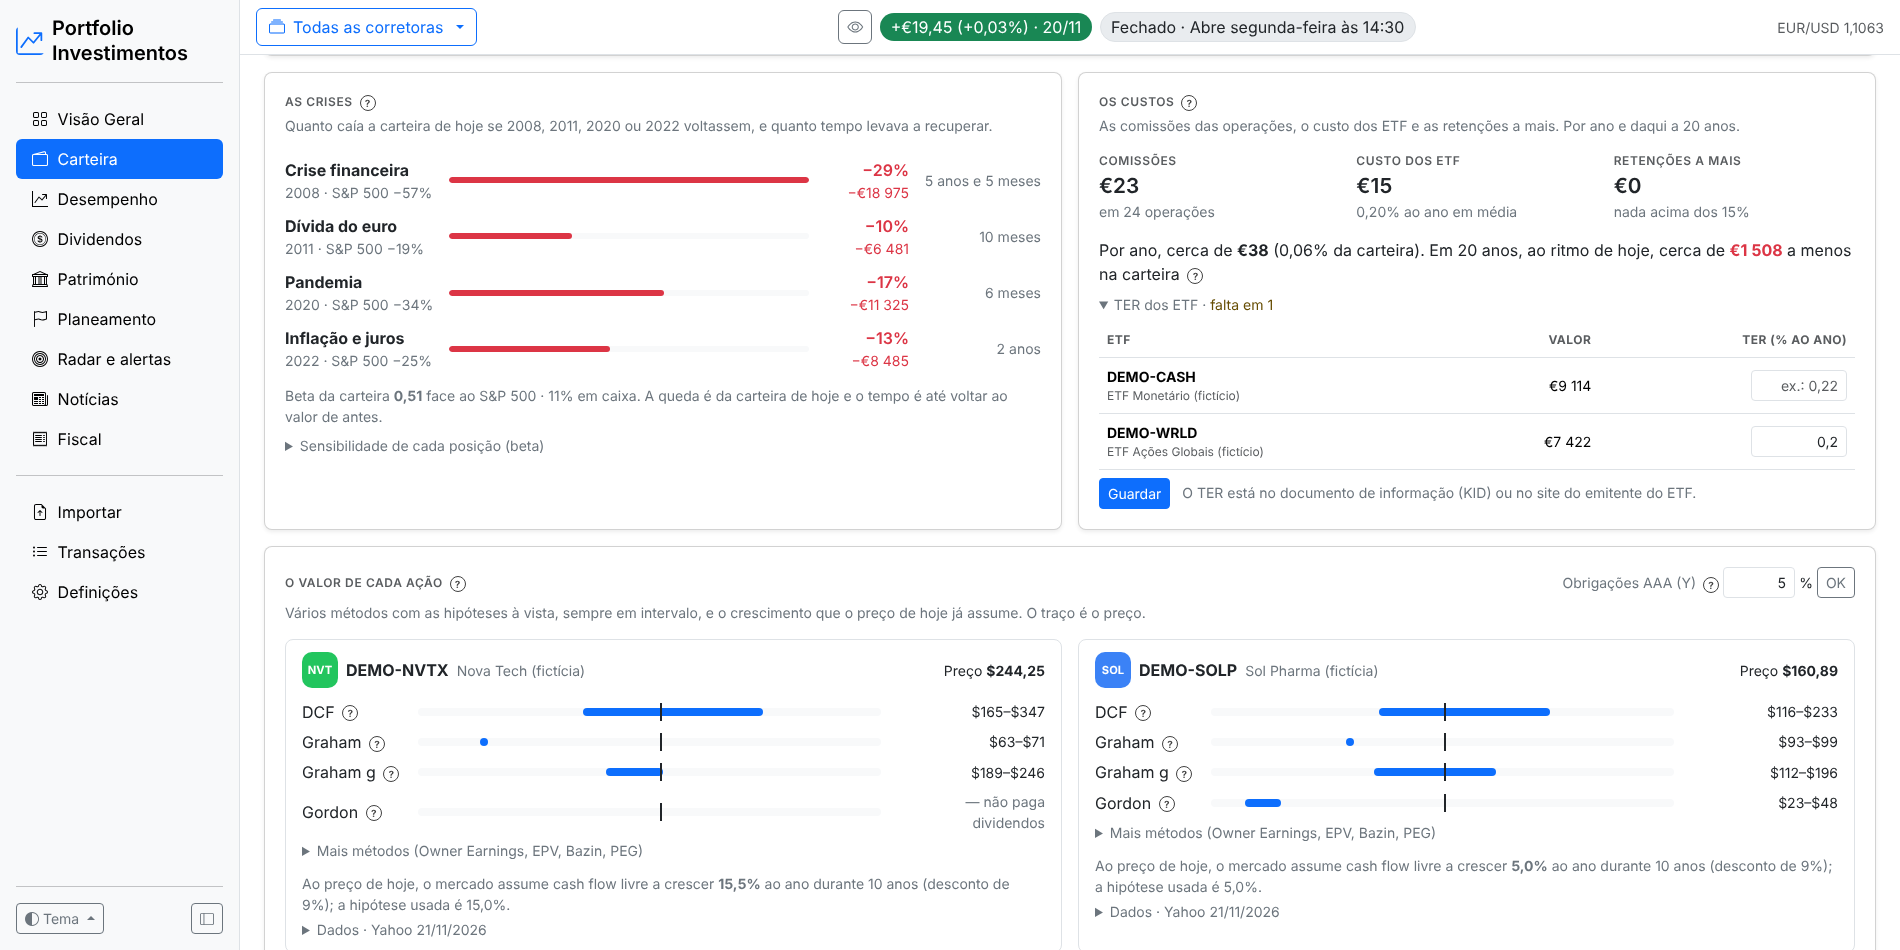 Portfolio
Investimentos
Visão Geral
Carteira
Desempenho
Dividendos
Património
Planeamento
Radar e alertas
Notícias
Fiscal
Importar
Transações
Definições
Tema
Todas as corretoras
+€19,45 (+0,03%) · 20/11
Fechado · Abre segunda-feira às 14:30
EUR/USD 1,1063
AS CRISES ?
Quanto caía a carteira de hoje se 2008, 2011, 2020 ou 2022 voltassem, e quanto tempo levava a recuperar.
Crise financeira
2008 · S&P 500 −57%
−29%
−€18 975
5 anos e 5 meses
Dívida do euro
2011 · S&P 500 −19%
−10%
−€6 481
10 meses
Pandemia
2020 · S&P 500 −34%
−17%
−€11 325
6 meses
Inflação e juros
2022 · S&P 500 −25%
−13%
−€8 485
2 anos
Beta da carteira 0,51 face ao S&P 500 · 11% em caixa. A queda é da carteira de hoje e o tempo é até voltar ao
valor de antes.
Sensibilidade de cada posição (beta)
OS CUSTOS ?
As comissões das operações, o custo dos ETF e as retenções a mais. Por ano e daqui a 20 anos.
COMISSÕES
€23
em 24 operações
CUSTO DOS ETF
€15
0,20% ao ano em média
RETENÇÕES A MAIS
€0
nada acima dos 15%
Por ano, cerca de €38 (0,06% da carteira). Em 20 anos, ao ritmo de hoje, cerca de €1 508 a menos
na carteira ?
TER dos ETF · falta em 1
ETF VALOR TER (% AO ANO)
DEMO-CASH
ETF Monetário (fictício)
€9 114
ex.: 0,22
DEMO-WRLD
ETF Ações Globais (fictício)
€7 422
0,2
Guardar
O TER está no documento de informação (KID) ou no site do emitente do ETF.
O VALOR DE CADA AÇÃO ?
Obrigações AAA (Y) ? 5 % OK
Vários métodos com as hipóteses à vista, sempre em intervalo, e o crescimento que o preço de hoje já assume. O traço é o preço.
NVT DEMO-NVTX Nova Tech (fictícia) Preço $244,25
DCF ? $165–$347
Graham ? $63–$71
Graham g ? $189–$246
Gordon ? — não paga
dividendos
Mais métodos (Owner Earnings, EPV, Bazin, PEG)
Ao preço de hoje, o mercado assume cash flow livre a crescer 15,5% ao ano durante 10 anos (desconto de
9%); a hipótese usada é 15,0%.
Dados · Yahoo 21/11/2026
SOL DEMO-SOLP Sol Pharma (fictícia) Preço $160,89
DCF ? $116–$233
Graham ? $93–$99
Graham g ? $112–$196
Gordon ? $23–$48
Mais métodos (Owner Earnings, EPV, Bazin, PEG)
Ao preço de hoje, o mercado assume cash flow livre a crescer 5,0% ao ano durante 10 anos (desconto de 9%);
a hipótese usada é 5,0%.
Dados · Yahoo 21/11/2026